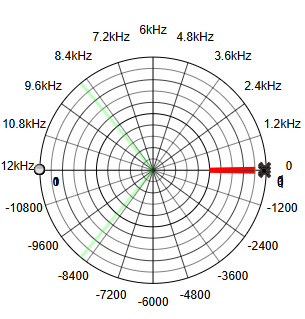 6kHz
7.2kHz 4.8kHz
8.4kHz 3.6kHz
9.6kHz 2.4kHz
10.8kHz 1.2kHz
12kHz 0
-10800 -1200
-9600 -2400
-8400 -3600
-7200 -4800
-6000